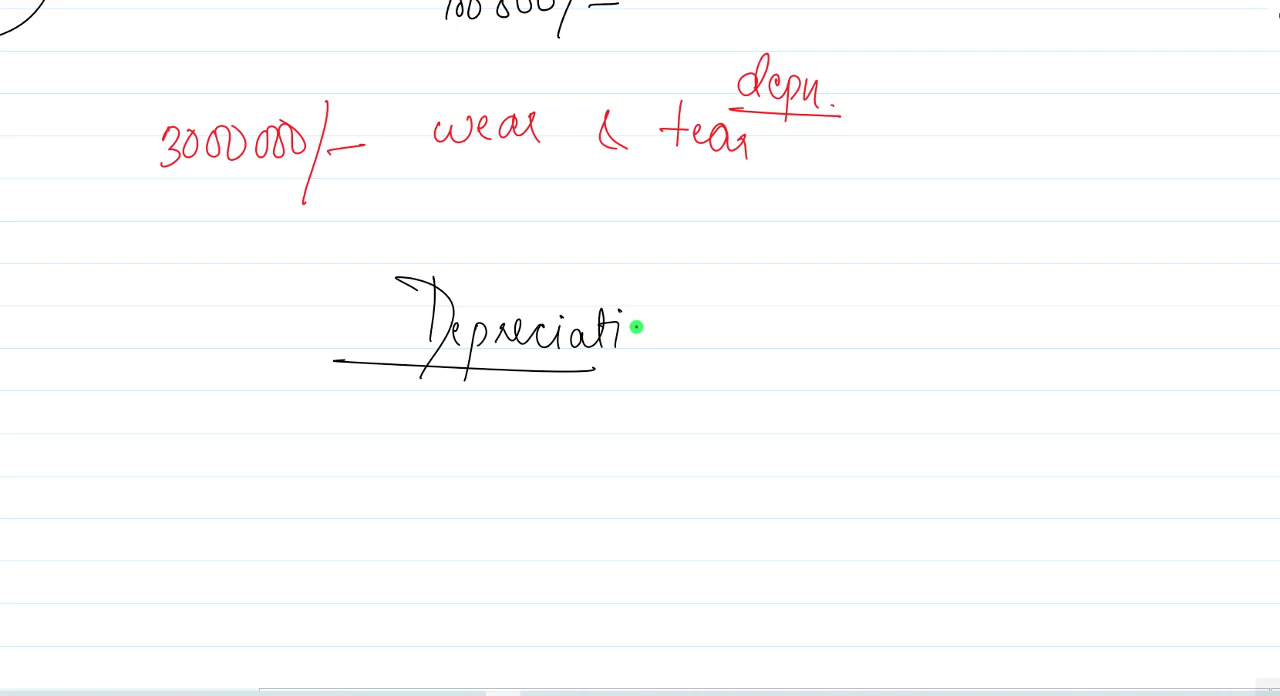 depn.
3000000/- wear & tear
Depreciati